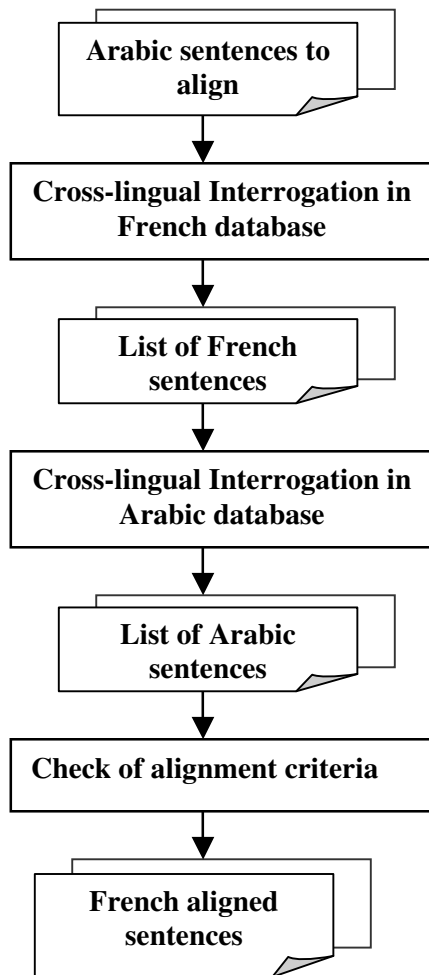 Arabic sentences to
align
Cross-lingual Interrogation in
French database
List of French
sentences
Cross-lingual Interrogation in
Arabic database
List of Arabic
sentences
Check of alignment criteria
French aligned
sentences